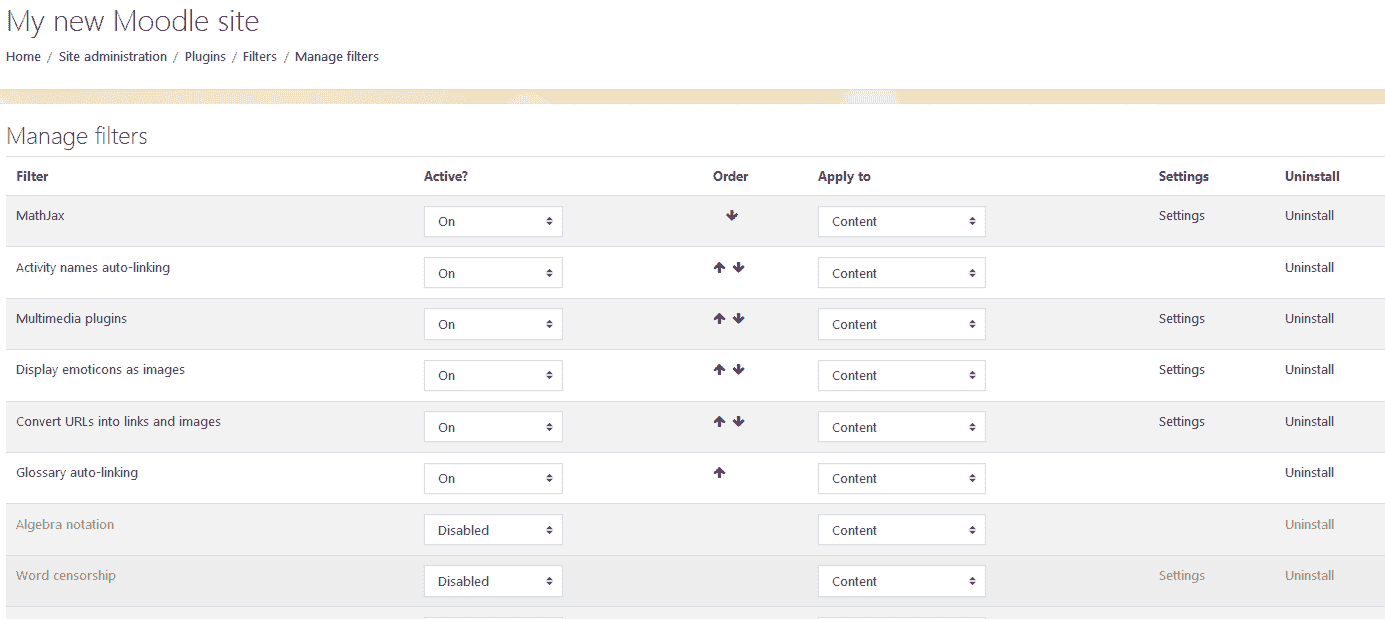 My new Moodle site
Home / Site administration / Plugins / Filters / Manage filters
Manage filters
Filter Active? Order Apply to Settings Uninstall
MathJax On Content Settings Uninstall
Activity names auto-linking On Content Uninstall
Multimedia plugins On Content Settings Uninstall
Display emoticons as images On Content Settings Uninstall
Convert URLs into links and images On Content Settings Uninstall
Glossary auto-linking On Content Uninstall
Algebra notation Disabled Content Uninstall
Word censorship Disabled Content Settings Uninstall